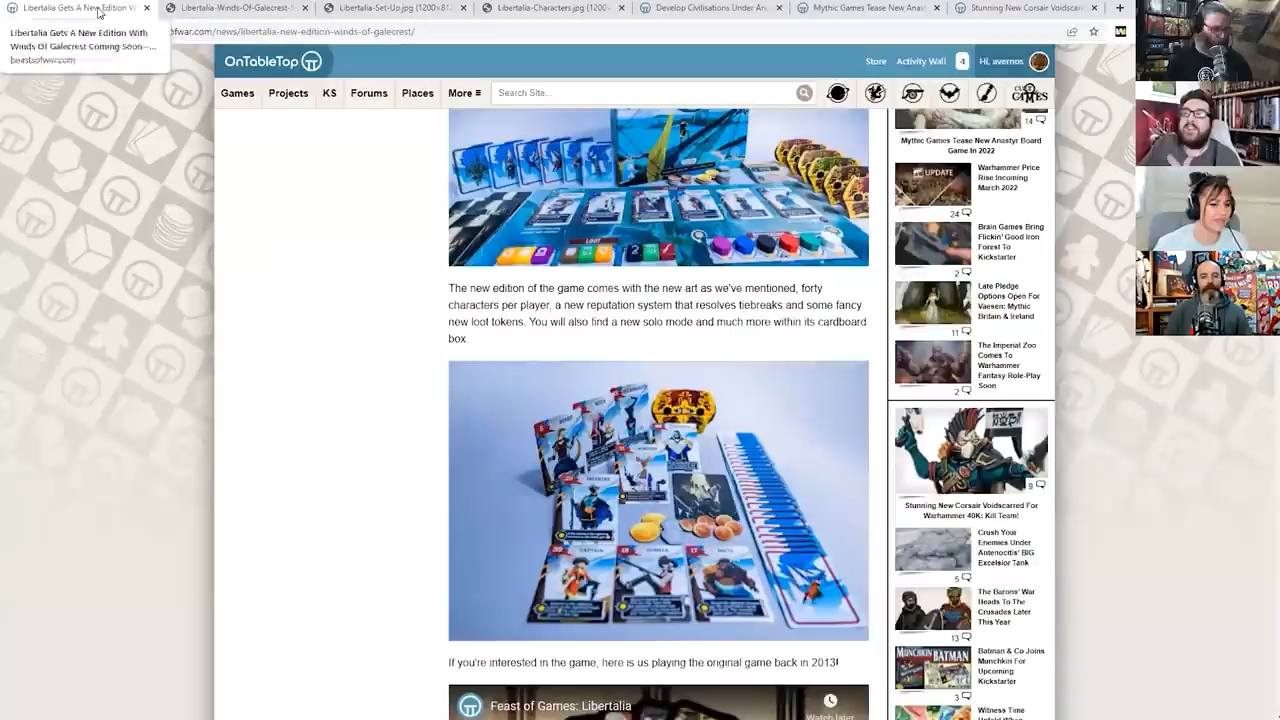 Libertalia Gets A New Edition W
Libertalia-Winds-Of-Galecrest-S
Libertalia-Set-Up.jpg (1200×81
Libertalia-Characters.jpg (1200×
Develop Civilisations Under An
Mythic Games Tease New Anast
Stunning New Corsair Voidscar
Libertalia Gets A New Edition With
Winds Of Galecrest Coming Soon -...
beastsofwar.com
ofwar.com/news/libertalia-new-edition-winds-of-galecrest/
OnTableTop
Store
Activity Wall
4
Hi, avernos
Games
Projects
KS
Forums
Places
More ≡
Search Site...
GAMES
LOOT
The new edition of the game comes with the new art as we've mentioned, forty
characters per player, a new reputation system that resolves tiebreaks and some fancy
new loot tokens. You will also find a new solo mode and much more within its cardboard
box.
If you're interested in the game, here is us playing the original game back in 2013!
Feast of Games: Libertalia
Watch later
14
Mythic Games Tease New Anastyr Board
Game In 2022
UPDATE
Warhammer Price
Rise Incoming
March 2022
24
Brain Games Bring
Flickin' Good Iron
Forest To
Kickstarter
2
Late Pledge
Options Open For
Vaesen: Mythic
Britain & Ireland
11
The Imperial Zoo
Comes To
Warhammer
Fantasy Role-Play
Soon
2
9
Stunning New Corsair Voidscarred For
Warhammer 40K: Kill Team!
Crush Your
Enemies Under
Antenocitis' BIG
Excelsior Tank
5
The Barons' War
Heads To The
Crusades Later
This Year
13
MUNCHKIN BATMAN
Batman & Co Joins
Munchkin For
Upcoming
Kickstarter
3
Witness Time
Unfold When